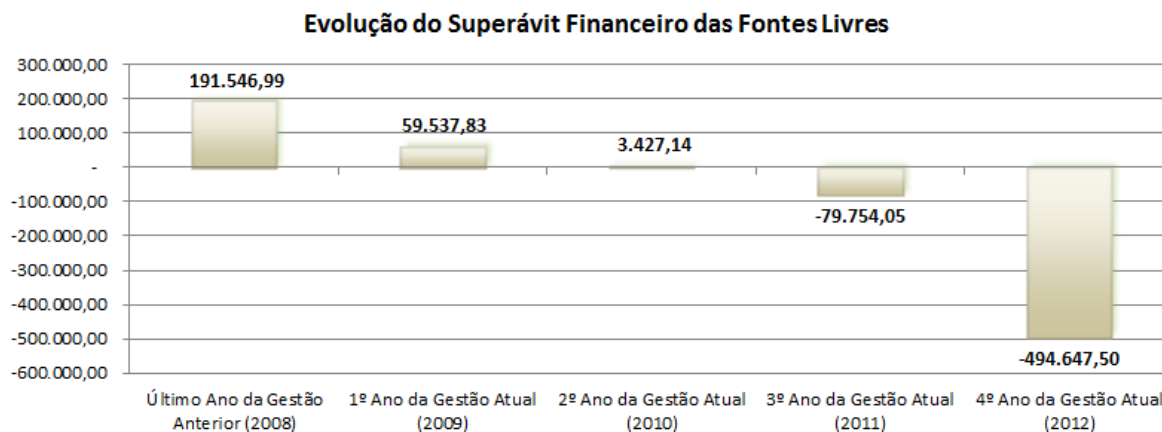 Evolução do Superávit Financeiro das Fontes Livres
300.000,00
200.000,00
100.000,00
-
-100.000,00
-200.000,00
-300.000,00
-400.000,00
-500.000,00
-600.000,00
191.546,99
59.537,83
3.427,14
-79.754,05
-494.647,50
Último Ano da Gestão
Anterior (2008)
1º Ano da Gestão Atual
(2009)
2º Ano da Gestão Atual
(2010)
3º Ano da Gestão Atual
(2011)
4º Ano da Gestão Atual
(2012)